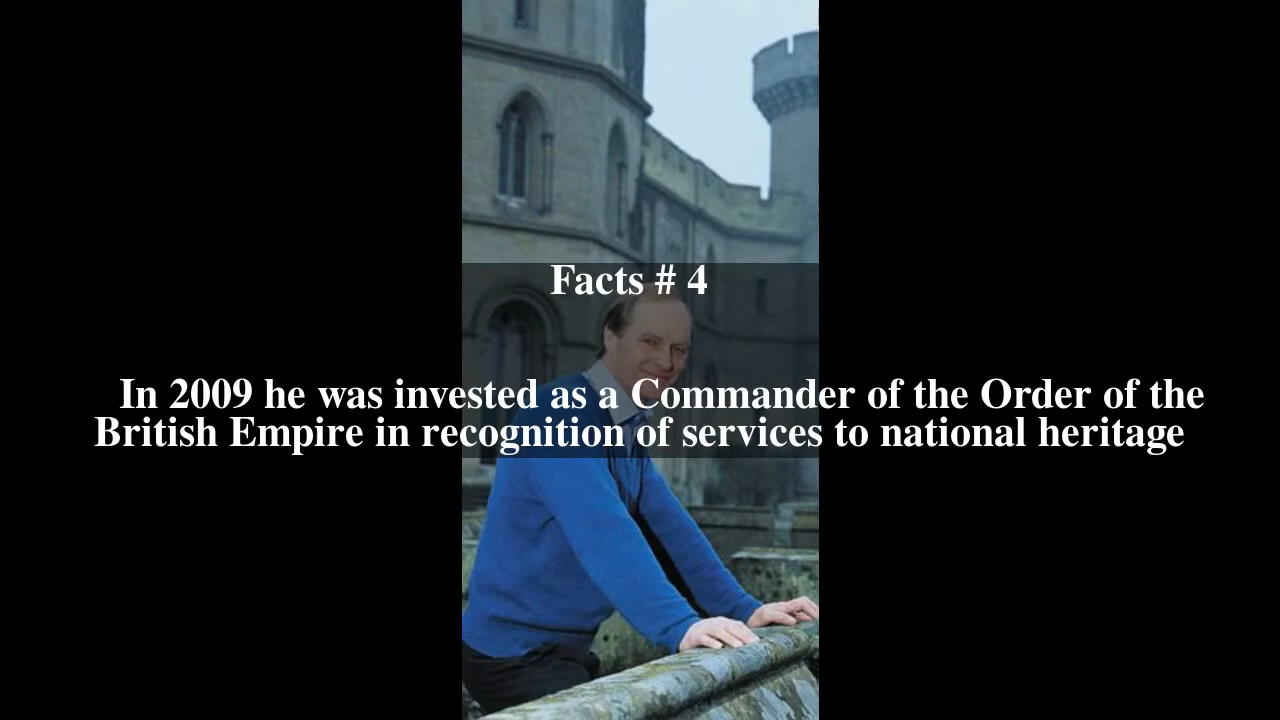 Facts # 4
In 2009 he was invested as a Commander of the Order of the
British Empire in recognition of services to national heritage